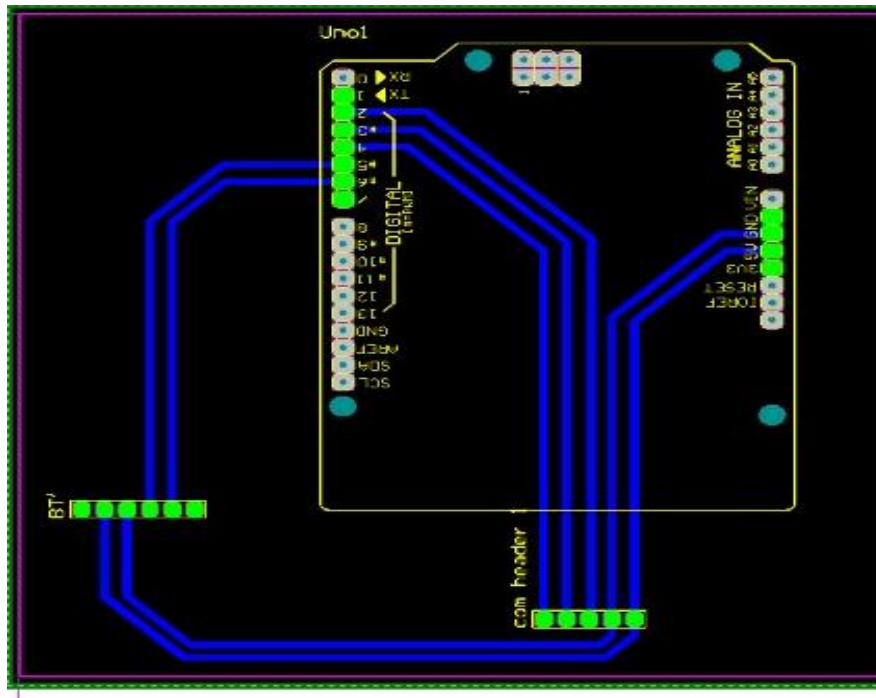 Uno1
0 RX
1 TX
2
#3
4
#5
#6
7
DIGITAL
8
#9
#10
#11
12
13
GND
AREF
SDA
SCL
1
ANALOG IN
A5
A4
A3
A2
A1
A0
VIN
GND
5V
3V3
RESET
IOREF
BT
com header 1